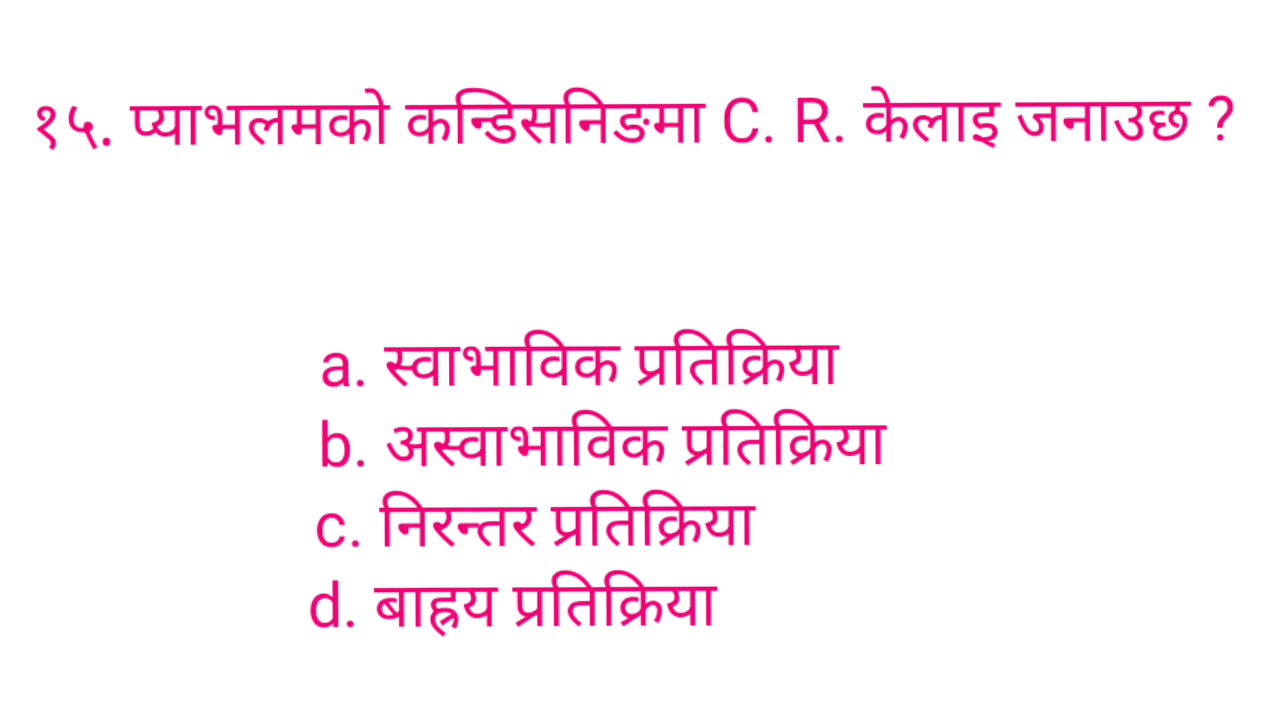 १५. प्याभलमको कन्डिसनिङमा C. R. केलाइ जनाउछ ?
a. स्वाभाविक प्रतिक्रिया
b. अस्वाभाविक प्रतिक्रिया
c. निरन्तर प्रतिक्रिया
d. बाह्रय प्रतिक्रिया